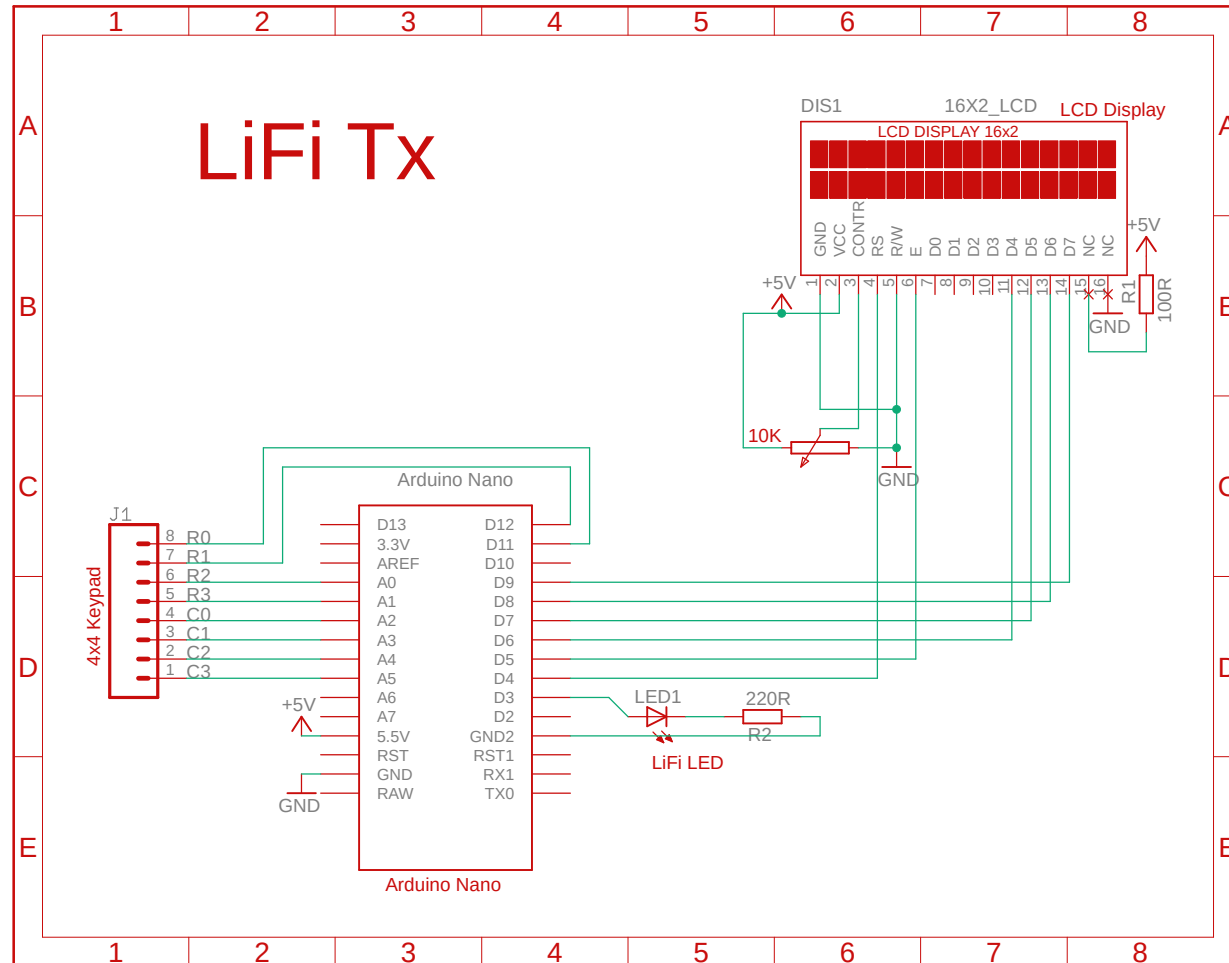 1 2 3 4 5 6 7 8
A A
B B
C C
D D
E E
LiFi Tx
DIS1 16X2_LCD LCD Display
LCD DISPLAY 16x2
GND VCC CONTR RS R/W E D0 D1 D2 D3 D4 D5 D6 D7 NC NC
1 2 3 4 5 6 7 8 9 10 11 12 13 14 15 16
+5V
R1 100R
GND
+5V
10K
GND
Arduino Nano
J1
4x4 Keypad
8 R0
7 R1
6 R2
5 R3
4 C0
3 C1
2 C2
1 C3
D13 D12
3.3V D11
AREF D10
A0 D9
A1 D8
A2 D7
A3 D6
A4 D5
A5 D4
A6 D3
A7 D2
5.5V GND2
RST RST1
GND RX1
RAW TX0
+5V
GND
LED1 220R
R2
LiFi LED
Arduino Nano
1 2 3 4 5 6 7 8